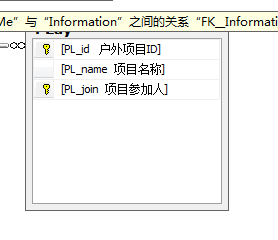 Me”与“Information”之间的关系“FK__Informati
[PL_id 户外项目ID]
[PL_name 项目名称]
[PL_join 项目参加人]